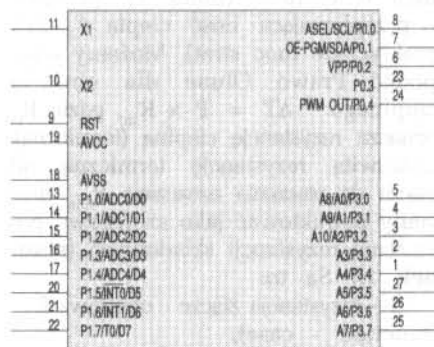 11 X1 ASEL/SCL/P0.0 8
OE-PGM/SDA/P0.1 7
VPP/P0.2 6
10 X2 P0.3 23
PWM OUT/P0.4 24
9 RST
19 AVCC
18 AVSS
13 P1.0/ADC0/D0 A8/A0/P3.0 5
14 P1.1/ADC1/D1 A9/A1/P3.1 4
15 P1.2/ADC2/D2 A10/A2/P3.2 3
16 P1.3/ADC3/D3 A3/P3.3 2
17 P1.4/ADC4/D4 A4/P3.4 1
20 P1.5/INT0/D5 A5/P3.5 27
21 P1.6/INT1/D6 A6/P3.6 26
22 P1.7/T0/D7 A7/P3.7 25